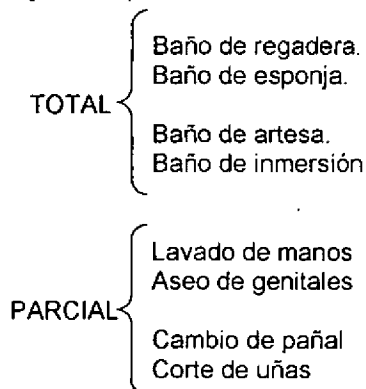 Baño de regadera.
Baño de esponja.
TOTAL
Baño de artesa.
Baño de inmersión
Lavado de manos
Aseo de genitales
PARCIAL
Cambio de pañal
Corte de uñas